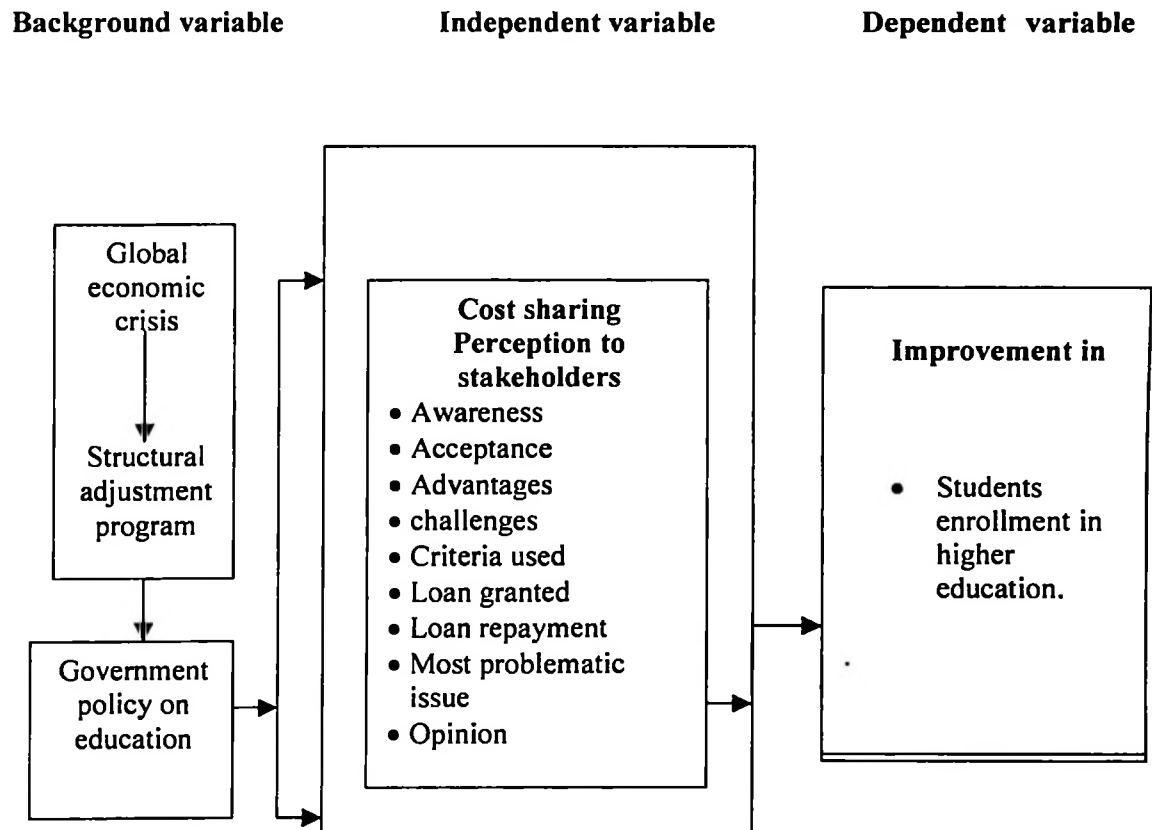 Background variable
Independent variable
Dependent variable
Global
economic
crisis
Structural
adjustment
program
Government
policy on
education
Cost sharing
Perception to
stakeholders
• Awareness
• Acceptance
• Advantages
• challenges
• Criteria used
• Loan granted
• Loan repayment
• Most problematic
issue
• Opinion
Improvement in
• Students
enrollment in
higher
education.